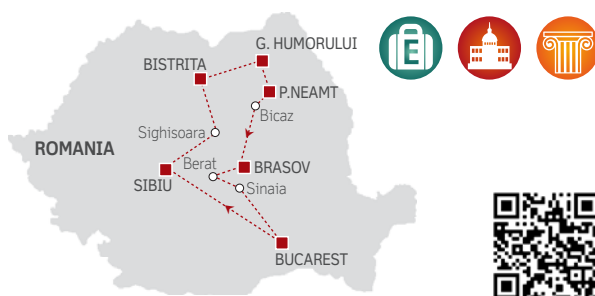 G. HUMORULUI
BISTRITA
P.NEAMT
Bicaz
Sighisoara
ROMANIA
Berat
BRASOV
SIBIU
Sinaia
BUCAREST
E